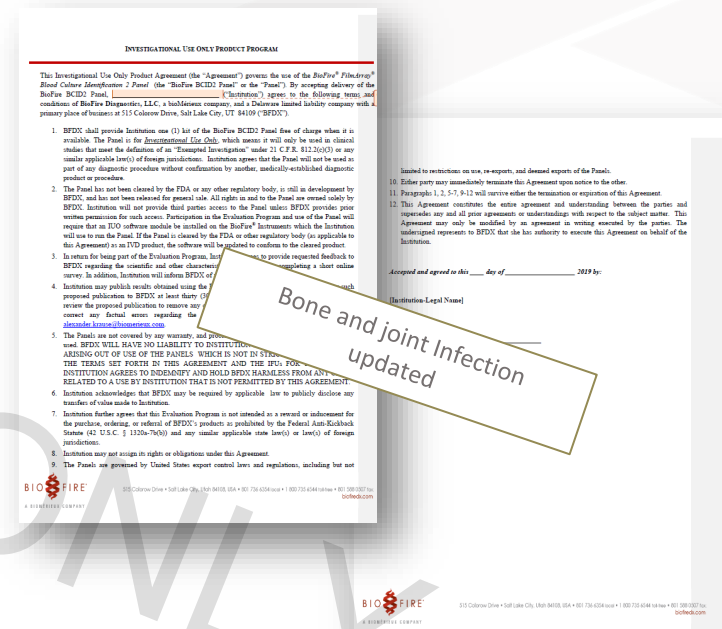 INVESTIGATIONAL USE ONLY PRODUCT PROGRAM
This Investigational Use Only Product Agreement (the “Agreement”) governs the use of the BioFire® FilmArray®
Blood Culture Identification 2 Panel (the “BioFire BCID2 Panel” or the “Panel”). By accepting delivery of the
BioFire BCID2 Panel, (“Institution”) agrees to the following terms and
conditions of BioFire Diagnostics, LLC, a bioMérieux company, and a Delaware limited liability company with a
primary place of business at 515 Colorow Drive, Salt Lake City, UT 84109 (“BFDX”).
1. BFDX shall provide Institution one (1) kit of the BioFire BCID2 Panel free of charge when it is
available. The Panel is for Investigational Use Only, which means it will only be used in clinical
studies that meet the definition of an “Exempted Investigation” under 21 C.F.R. 812.2(c)(3) or any
similar applicable law(s) of foreign jurisdictions. Institution agrees that the Panel will not be used as
part of any diagnostic procedure without confirmation by another, medically-established diagnostic
product or procedure.
2. The Panel has not been cleared by the FDA or any other regulatory body, is still in development by
BFDX, and has not been released for general sale. All rights in and to the Panel are owned solely by
BFDX. Institution will not provide third parties access to the Panel unless BFDX provides prior
written permission for such access. Participation in the Evaluation Program and use of the Panel will
require that an IUO software module be installed on the BioFire® Instruments which the Institution
will use to run the Panel. If the Panel is cleared by the FDA or other regulatory body (as applicable to
this Agreement) as an IVD product, the software will be updated to conform to the cleared product.
3. In return for being part of the Evaluation Program, Inst es to provide requested feedback to
BFDX regarding the scientific and other characteris ompleting a short online
survey. In addition, Institution will inform BFDX of
4. Institution may publish results obtained using the such
proposed publication to BFDX at least thirty (3
review the proposed publication to remove any
correct any factual errors regarding the
alexander.krause@biomerieux.com
5. The Panels are not covered by any warranty, and
used. BFDX WILL HAVE NO LIABILITY TO INSTITUTION
ARISING OUT OF USE OF THE PANELS WHICH IS NOT IN
THE TERMS SET FORTH IN THIS AGREEMENT AND THE IFUs FOR
INSTITUTION AGREES TO INDEMNIFY AND HOLD BFDX HARMLESS FROM ANY
RELATED TO A USE BY INSTITUTION THAT IS NOT PERMITTED BY THIS AGREEMENT.
6. Institution acknowledges that BFDX may be required by applicable law to publicly disclose any
transfers of value made to Institution.
7. Institution further agrees that this Evaluation Program is not intended as a reward or inducement for
the purchase, ordering, or referral of BFDX’s products as prohibited by the Federal Anti-Kickback
Statute (42 U.S.C. § 1320a-7b(b)) and any similar applicable state law(s) or law(s) of foreign
jurisdictions.
8. Institution may not assign its rights or obligations under this Agreement.
9. The Panels are governed by United States export control laws and regulations, including but not
BIOFIRE
A BIOMÉRIEUX COMPANY
515 Colorow Drive • Salt Lake City, Utah 84108, USA • 801 736 6354 • 1 800 735 6544 toll-free • 801 588 0507 fax
biofiredx.com
limited to restrictions on use, re-exports, and deemed exports of the Panels.
10. Either party may immediately terminate this Agreement upon notice to the other.
11. Paragraphs 1, 2, 5-7, 9-12 will survive either the termination or expiration of this Agreement.
12. This Agreement constitutes the entire agreement and understanding between the parties and
supersedes any and all prior agreements or understandings with respect to the subject matter. This
Agreement may only be modified by an agreement in writing executed by the parties. The
undersigned represents to BFDX that she has authority to execute this Agreement on behalf of the
Institution.
Accepted and agreed to this ____ day of ____________________ 2019 by:
[Institution-Legal Name]
Bone and joint Infection
updated
BIOFIRE
A BIOMÉRIEUX COMPANY
515 Colorow Drive • Salt Lake City, Utah 84108, USA • 801 736 6354 • 1 800 735 6544 toll-free • 801 588 0507 fax
biofiredx.com
ONLY